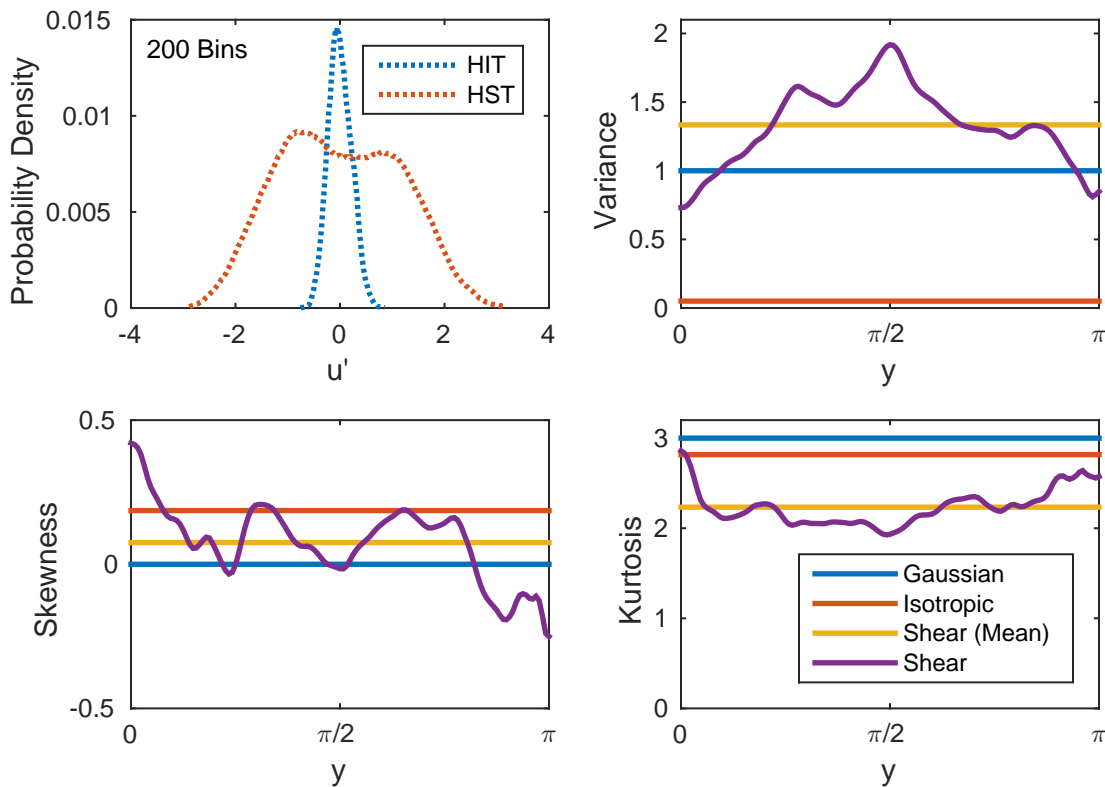 0.015
0.01
0.005
0
Probability Density
200 Bins
HIT
HST
-4
-2
0
2
4
u'
2
1.5
1
0.5
0
Variance
0
π/2
π
y
0.5
0
-0.5
Skewness
0
π/2
π
y
3
2
1
0
Kurtosis
Gaussian
Isotropic
Shear (Mean)
Shear
0
π/2
π
y